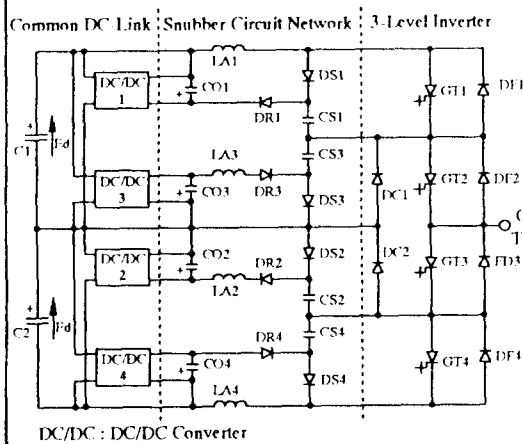 Common DC Link
Snubber Circuit Network
3-Level Inverter
LA1
DC/DC
1
CO1
DS1
GT1
DF1
DR1
CS1
C1
Ed
LA3
CS3
DC/DC
3
CO3
DR3
DS3
DC1
GT2
DF2
O
T
DC/DC
2
CO2
DR2
LA2
DS2
DC2
GT3
FD3
CS2
C2
Ed
DR4
CS4
DC/DC
4
CO4
LA4
DS4
GT4
DF4
DC/DC : DC/DC Converter